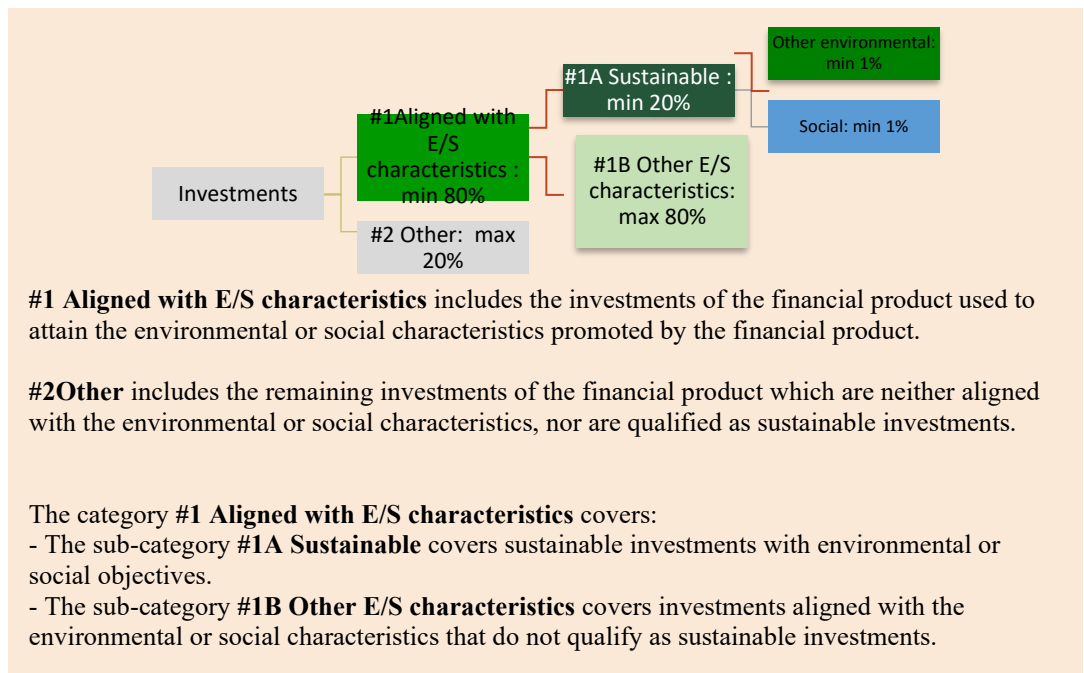 Other environmental:
min 1%
#1A Sustainable :
min 20%
Social: min 1%
#1Aligned with
E/S
characteristics :
min 80%
#1B Other E/S
characteristics:
max 80%
Investments
#2 Other:  max
20%
#1 Aligned with E/S characteristics includes the investments of the financial product used to
attain the environmental or social characteristics promoted by the financial product.
#2Other includes the remaining investments of the financial product which are neither aligned
with the environmental or social characteristics, nor are qualified as sustainable investments.
The category #1 Aligned with E/S characteristics covers:
- The sub-category #1A Sustainable covers sustainable investments with environmental or
social objectives.
- The sub-category #1B Other E/S characteristics covers investments aligned with the
environmental or social characteristics that do not qualify as sustainable investments.